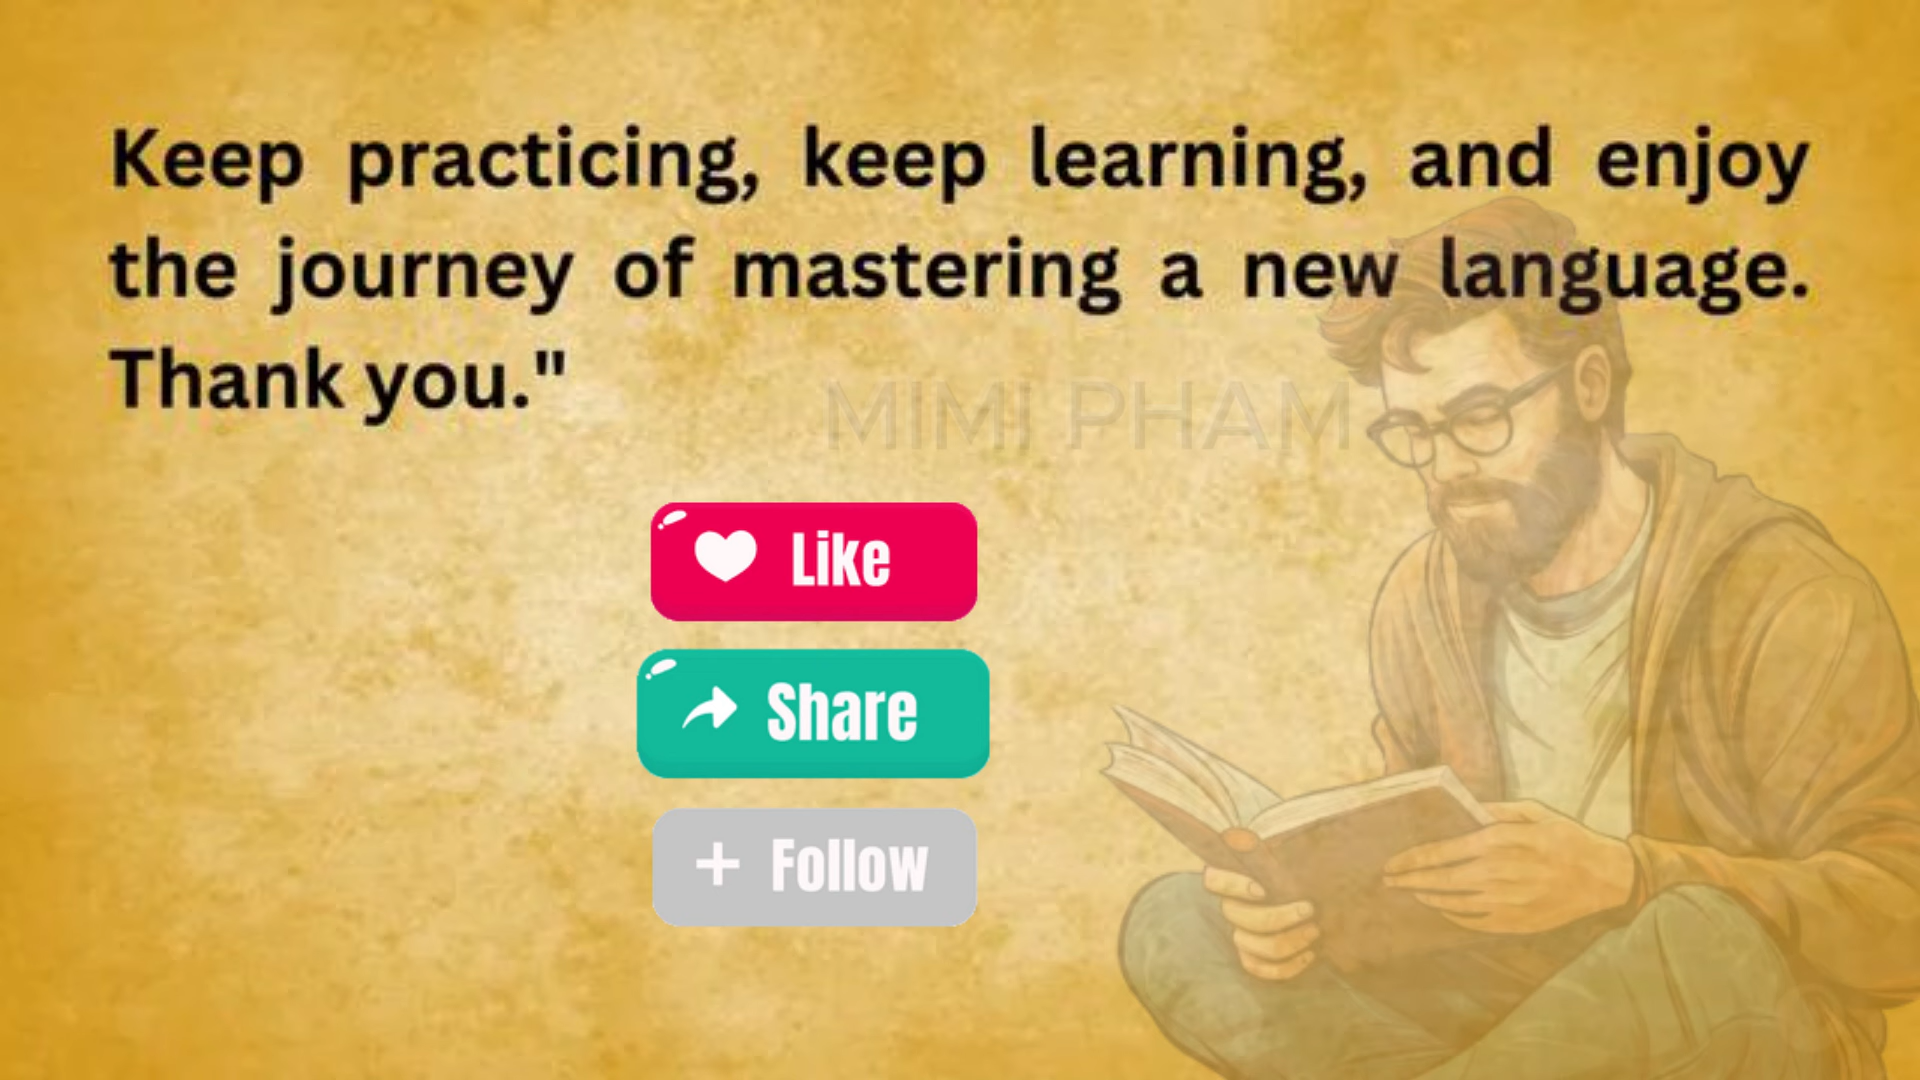 Keep practicing, keep learning, and enjoy
the journey of mastering a new language.
Thank you."
MIMI PHAM
Like
Share
+ Follow